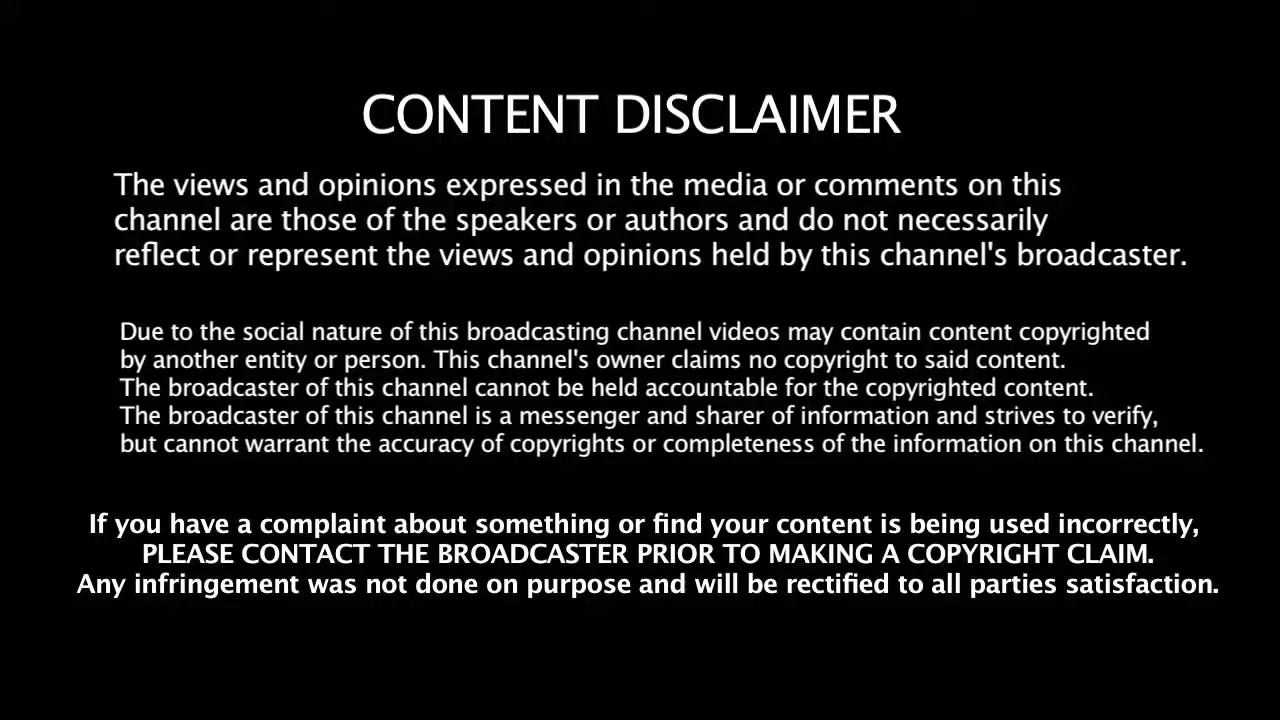 CONTENT DISCLAIMER
The views and opinions expressed in the media or comments on this
channel are those of the speakers or authors and do not necessarily
reflect or represent the views and opinions held by this channel's broadcaster.
Due to the social nature of this broadcasting channel videos may contain content copyrighted
by another entity or person. This channel's owner claims no copyright to said content.
The broadcaster of this channel cannot be held accountable for the copyrighted content.
The broadcaster of this channel is a messenger and sharer of information and strives to verify,
but cannot warrant the accuracy of copyrights or completeness of the information on this channel.
If you have a complaint about something or find your content is being used incorrectly,
PLEASE CONTACT THE BROADCASTER PRIOR TO MAKING A COPYRIGHT CLAIM.
Any infringement was not done on purpose and will be rectified to all parties satisfaction.